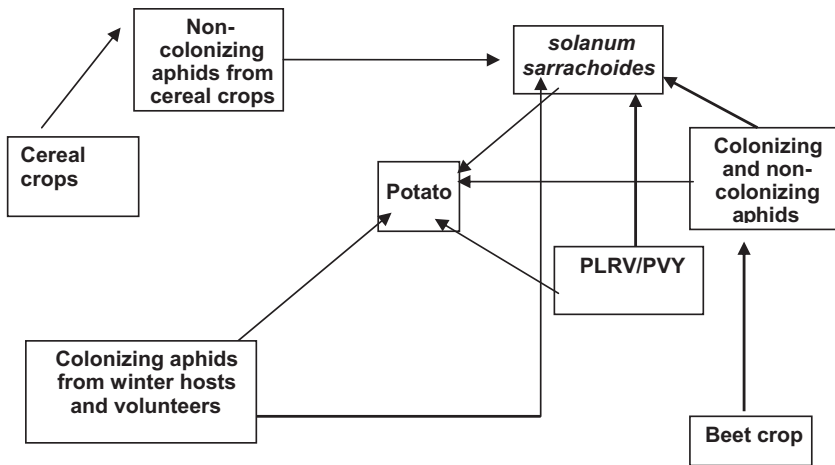 Non-
colonizing
aphids from
cereal crops
solanum
sarrachoides
Cereal
crops
Colonizing
and non-
colonizing
aphids
Potato
PLRV/PVY
Colonizing aphids
from winter hosts
and volunteers
Beet crop